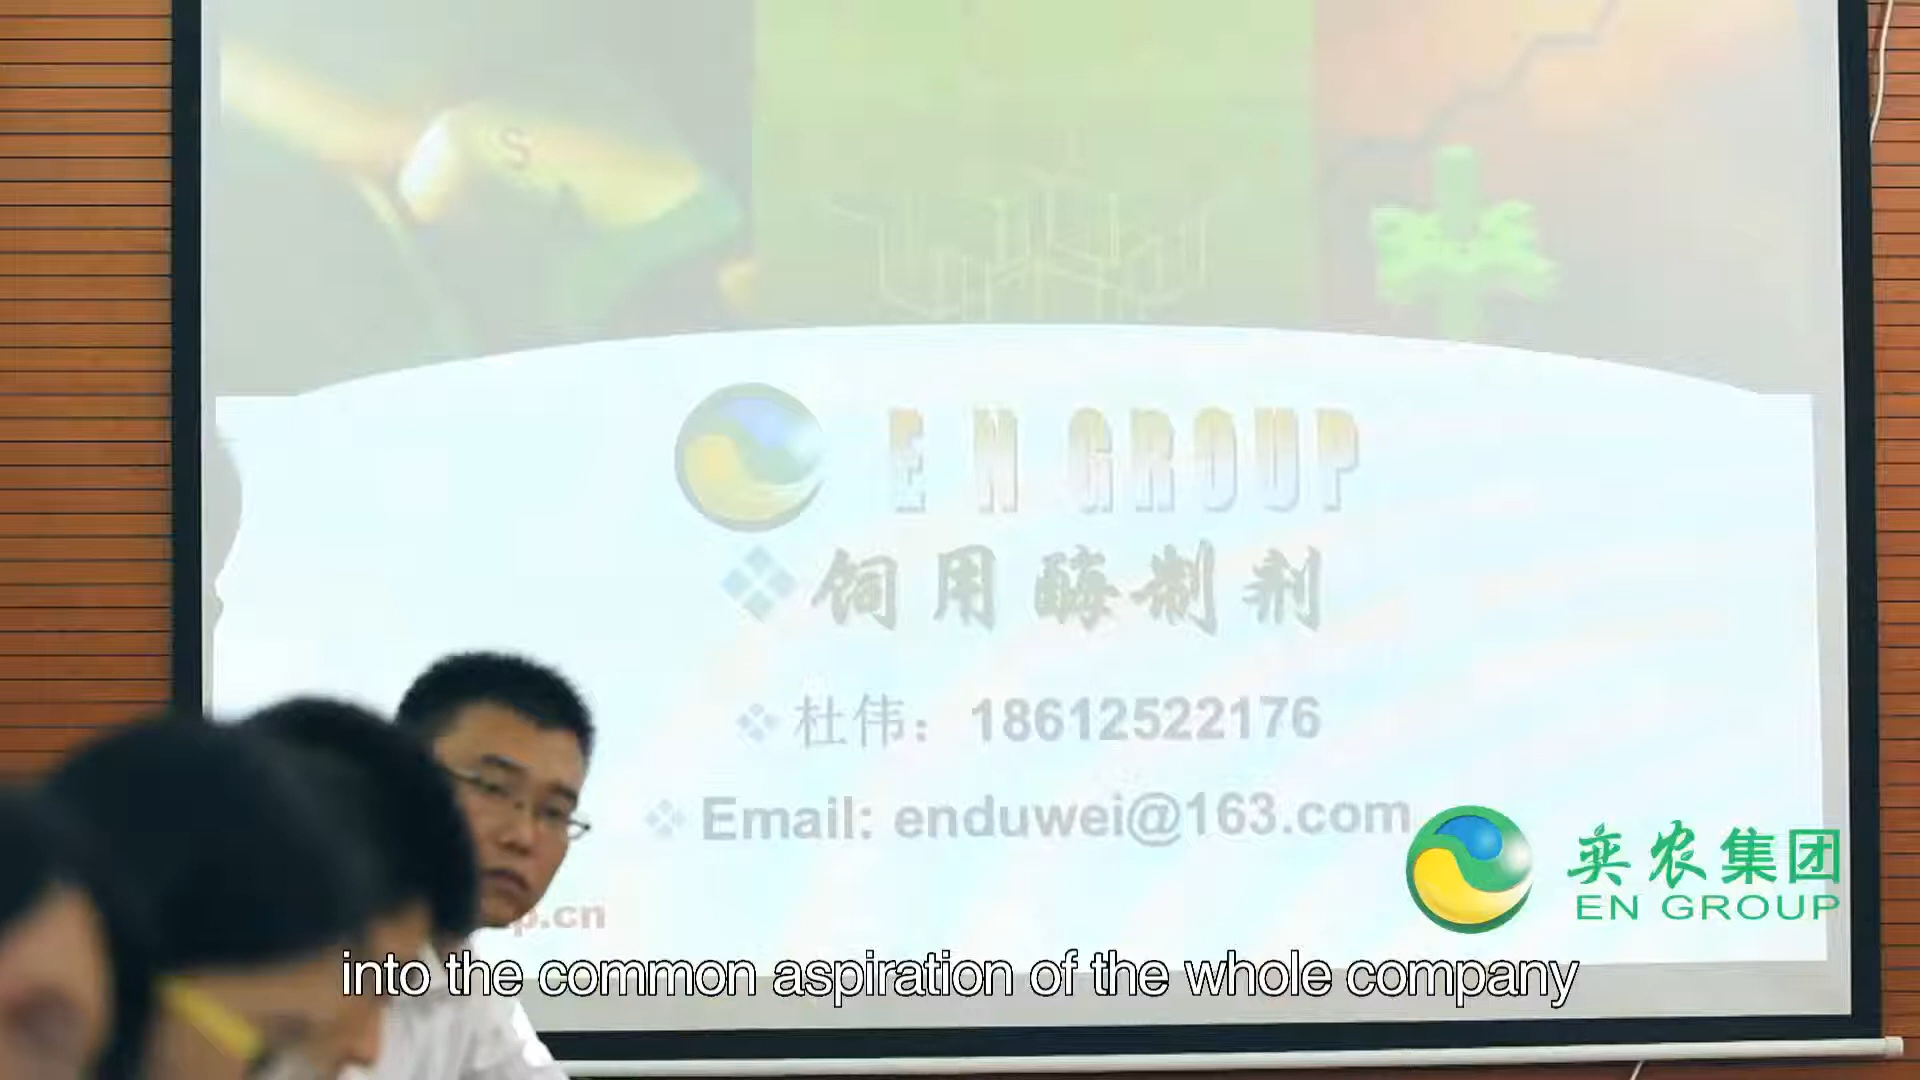 E N GROUP
饲用酶制剂
杜伟：18612522176
Email: enduwei@163.com
p.cn
奕农集团
EN GROUP
into the common aspiration of the whole company